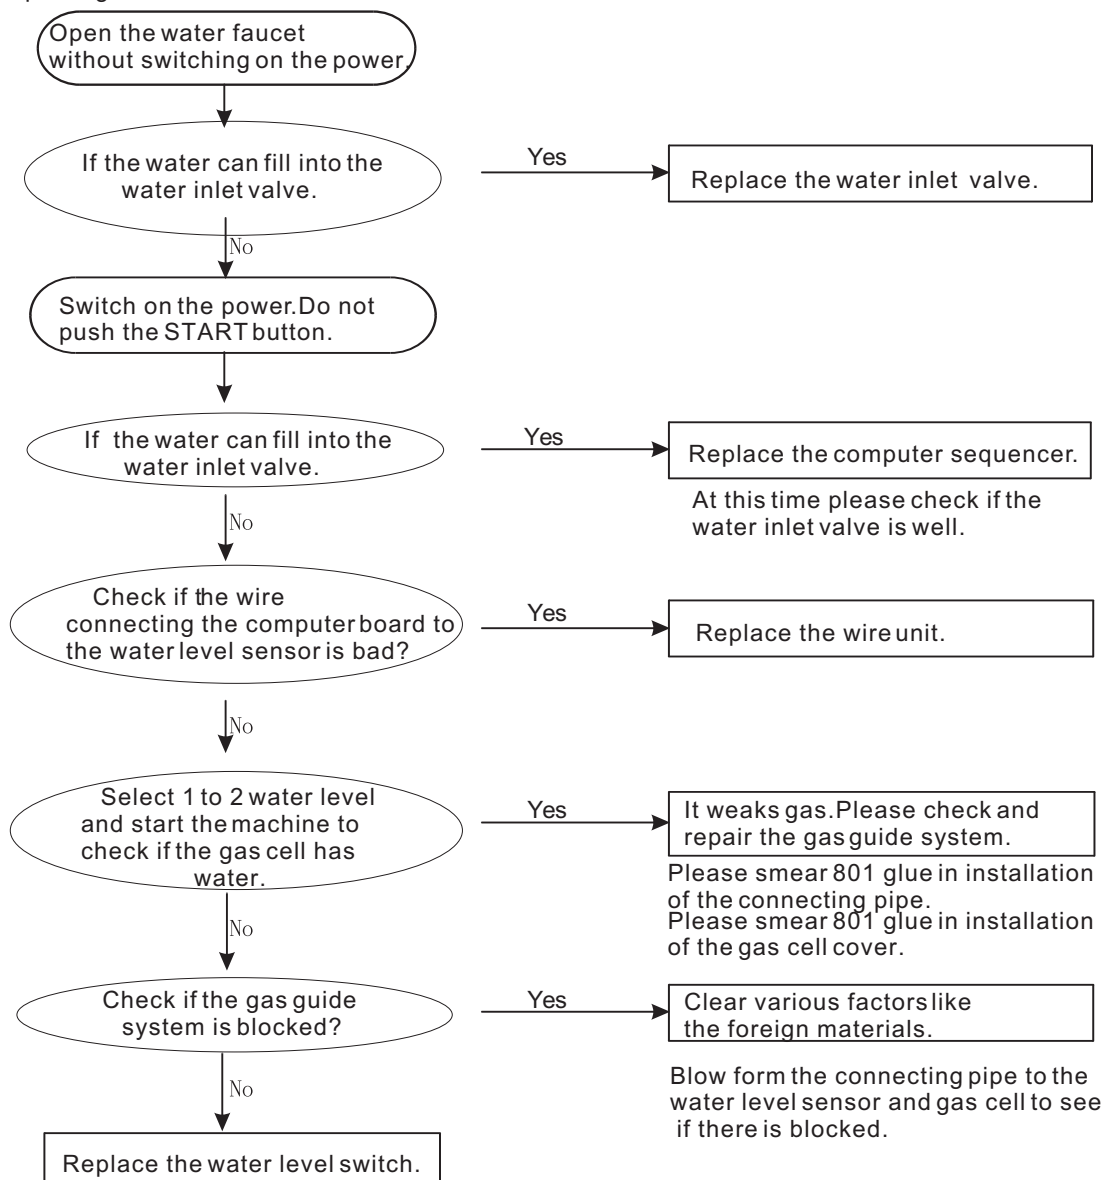 Open the water faucet
without switching on the power.
If the water can fill into the
water inlet valve.
Yes
Replace the water inlet valve.
No
Switch on the power.Do not
push the START button.
If the water can fill into the
water inlet valve.
Yes
Replace the computer sequencer.
At this time please check if the
water inlet valve is well.
No
Check if the wire
connecting the computer board to
the water level sensor is bad?
Yes
Replace the wire unit.
No
Select 1 to 2 water level
and start the machine to
check if the gas cell has
water.
Yes
It weaks gas.Please check and
repair the gas guide system.
Please smear 801 glue in installation
of the connecting pipe.
Please smear 801 glue in installation
of the gas cell cover.
No
Check if the gas guide
system is blocked?
Yes
Clear various factors like
the foreign materials.
Blow form the connecting pipe to the
water level sensor and gas cell to see
if there is blocked.
No
Replace the water level switch.